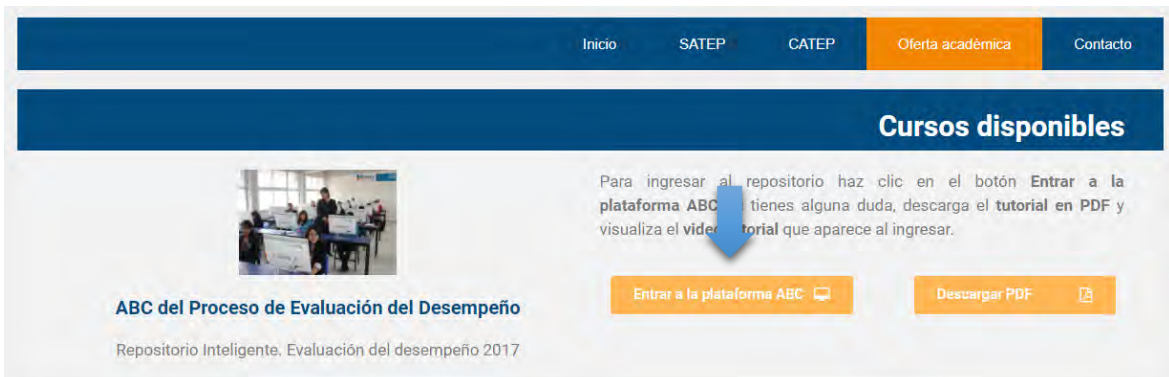 Inicio SATEP CATEP Oferta académica Contacto
Cursos disponibles
Para ingresar al repositorio haz clic en el botón Entrar a la
plataforma ABC tienes alguna duda, descarga el tutorial en PDF y
visualiza el video torial que aparece al ingresar.
Entrar a la plataforma ABC Descargar PDF
ABC del Proceso de Evaluación del Desempeño
Repositorio Inteligente. Evaluación del desempeño 2017